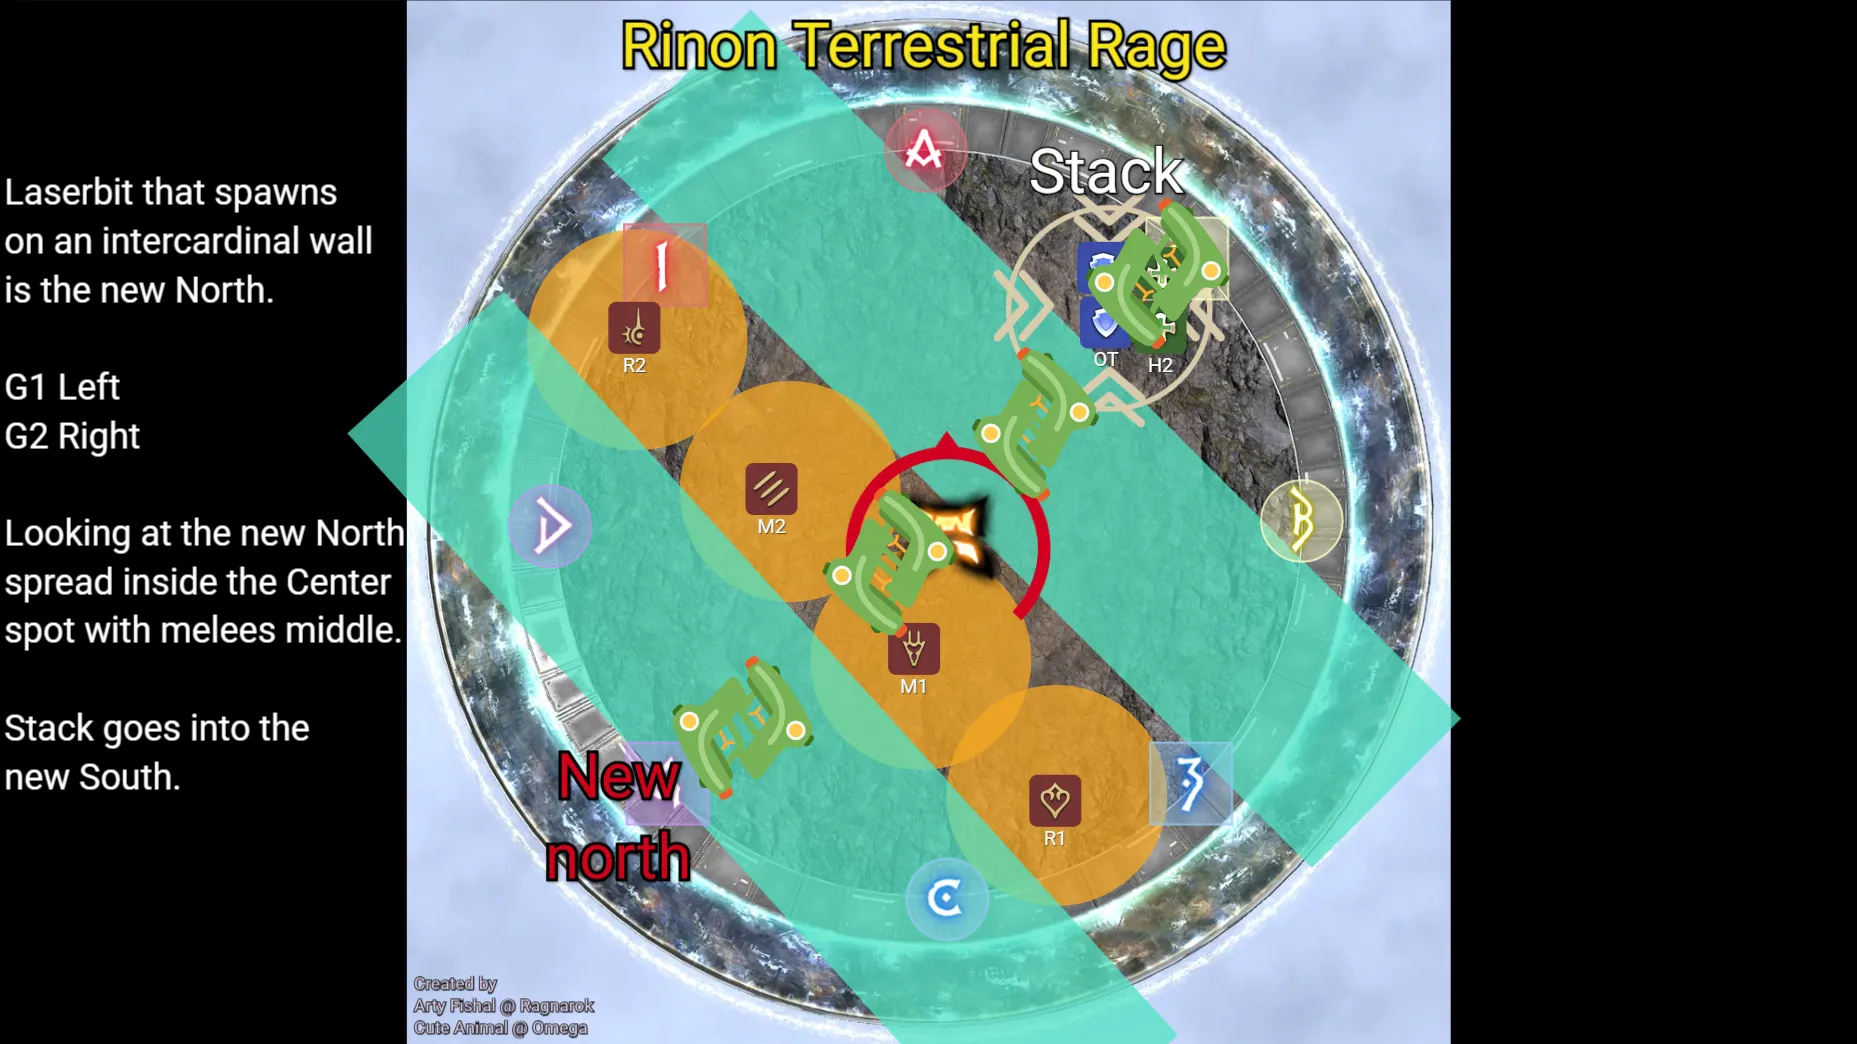 Rinon Terrestrial Rage
Laserbit that spawns
on an intercardinal wall
is the new North.
G1 Left
G2 Right
Looking at the new North
spread inside the Center
spot with melees middle.
Stack goes into the
new South.
A
Stack
1
R2
OT
H2
M2
D
B
M1
New
north
3
R1
C
Created by
Arty Fishal @ Ragnarok
Cute Animal @ Omega